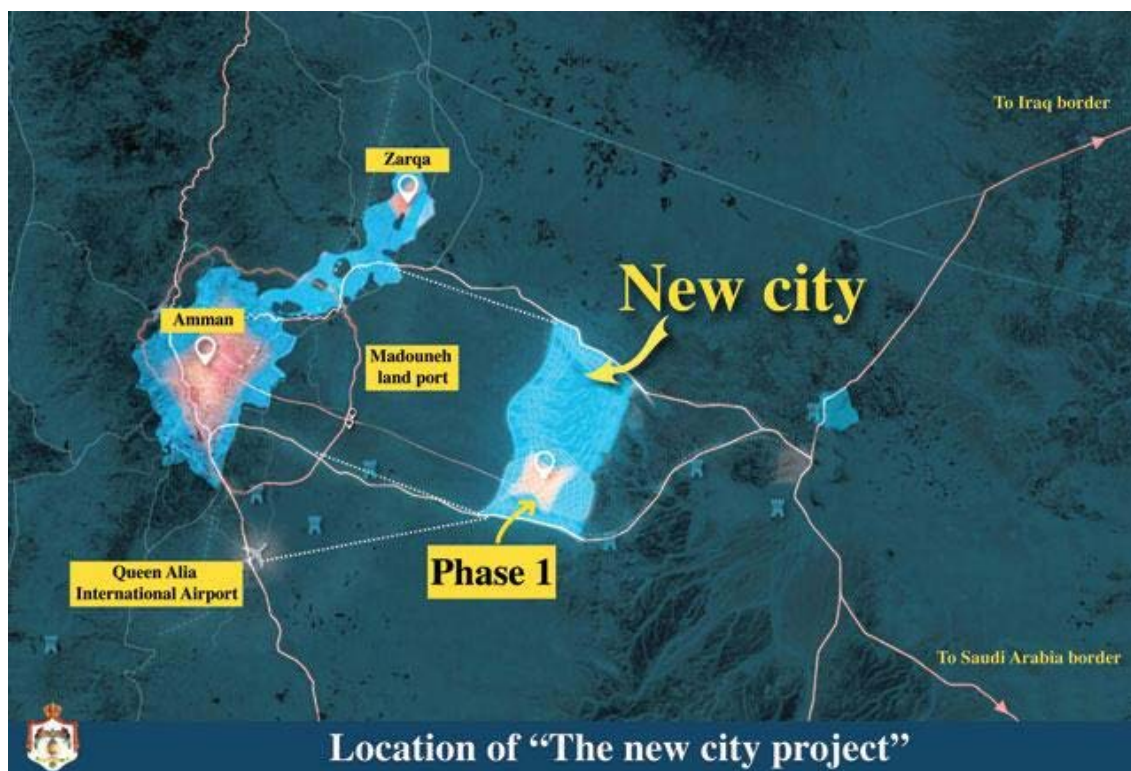 To Iraq border
Zarqa
New city
Amman
Madouneh
land port
Phase 1
Queen Alia
International Airport
To Saudi Arabia border
Location of “The new city project”